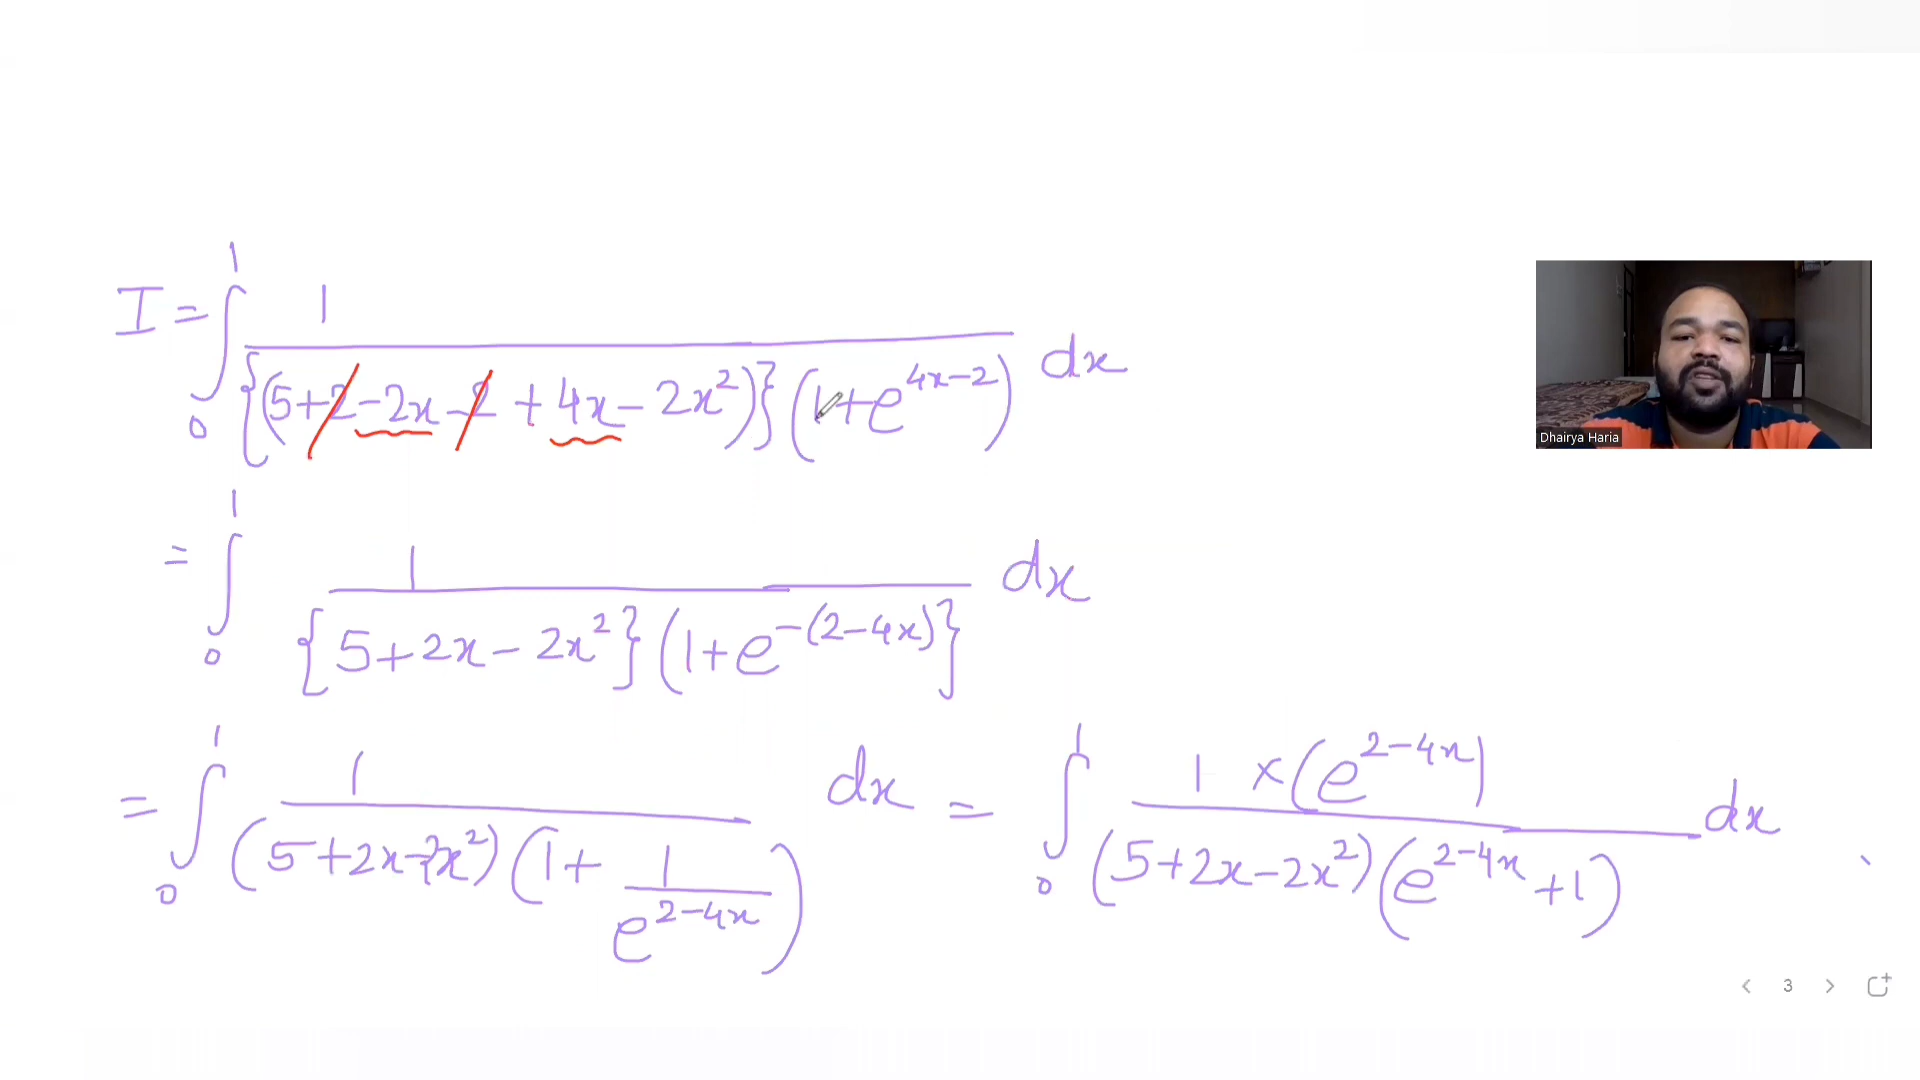 I = ∫₀¹ 1 / {(5+2-2x-2+4x-2x²)}(1+e^(4x-2)) dx
= ∫₀¹ 1 / {5+2x-2x²}(1+e^(-(2-4x)}) dx
= ∫₀¹ 1 / (5+2x-2x²)(1+1/e^(2-4x)) dx = ∫₀¹ 1×(e^(2-4x)) / (5+2x-2x²)(e^(2-4x)+1) dx
Dhairya Haria
< 3 >